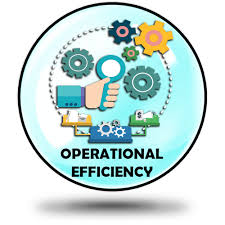 $
OPERATIONAL
EFFICIENCY